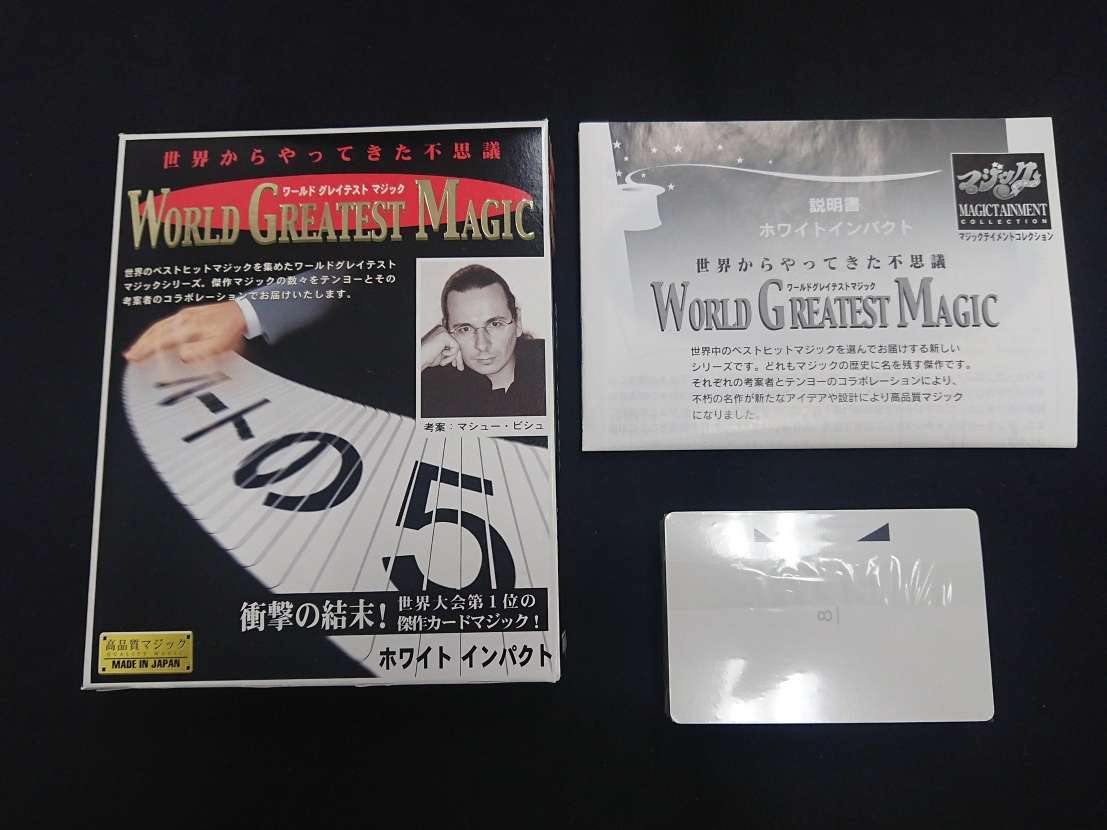 世界からやってきた不思議
ワールド グレイテスト マジック
WORLD GREATEST MAGIC
世界のベストヒットマジックを集めたワールドグレイテスト
マジックシリーズ。傑作マジックの数々をテンヨーとその
考案者のコラボレーションでお届けいたします。
考案：マシュー・ビシュ
ハートの5
衝撃の結末!
世界大会第1位の
傑作カードマジック!
高品質マジック
QUALITY MAGIC
MADE IN JAPAN
ホワイト インパクト
説明書
ホワイトインパクト
マジック
MAGICTAINMENT
COLLECTION
マジックテイメントコレクション
世界からやってきた不思議
ワールドグレイテストマジック
WORLD GREATEST MAGIC
世界中のベストヒットマジックを選んでお届けする新しい
シリーズです。どれもマジックの歴史に名を残す傑作です。
それぞれの考案者とテンヨーのコラボレーションにより、
不朽の名作が新たなアイデアや設計により高品質マジック
になりました。
8